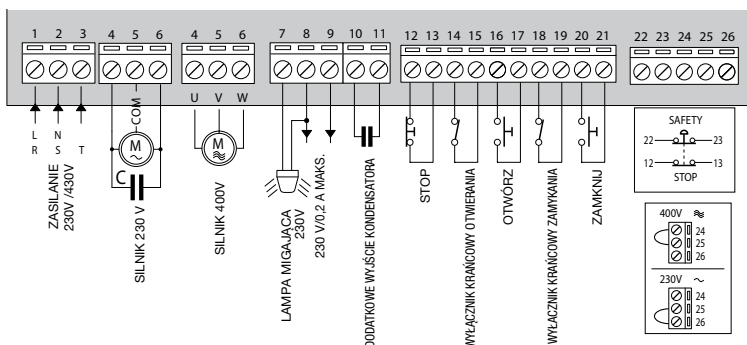 1 2 3 4 5 6 4 5 6 7 8 9 10 11 12 13 14 15 16 17 18 19 20 21 22 23 24 25 26
L N
R S T
ZASILANIE
230V /430V
COM
M
~
C
SILNIK 230 V
U V W
M
SILNIK 400V
LAMPA MIGAJĄCA
230V
230 V/0,2 A MAKS.
DODATKOWE WYJŚCIE KONDENSATORA
STOP
WYŁĄCZNIK KRAŃCOWY OTWIERANIA
OTWÓRZ
WYŁACZNIK KRAŃCOWY ZAMYKANIA
ZAMKNIJ
SAFETY
22 23
12 13
STOP
400V
24
25
26
230V ~
24
25
26